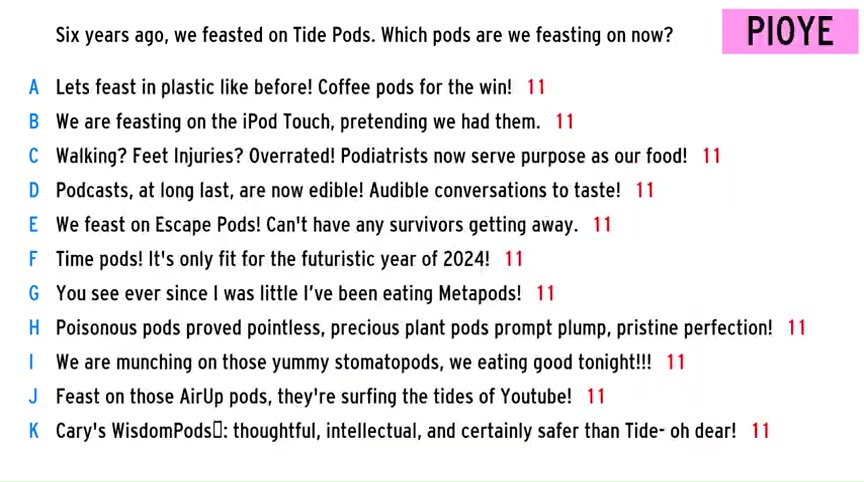 Six years ago, we feasted on Tide Pods. Which pods are we feasting on now?
PIOYE
A Lets feast in plastic like before! Coffee pods for the win! 11
B We are feasting on the iPod Touch, pretending we had them. 11
C Walking? Feet Injuries? Overrated! Podiatrists now serve purpose as our food! 11
D Podcasts, at long last, are now edible! Audible conversations to taste! 11
E We feast on Escape Pods! Can't have any survivors getting away. 11
F Time pods! It's only fit for the futuristic year of 2024! 11
G You see ever since I was little I’ve been eating Metapods! 11
H Poisonous pods proved pointless, precious plant pods prompt plump, pristine perfection! 11
I We are munching on those yummy stomatopods, we eating good tonight!!! 11
J Feast on those AirUp pods, they're surfing the tides of Youtube! 11
K Cary's WisdomPods▯: thoughtful, intellectual, and certainly safer than Tide- oh dear! 11